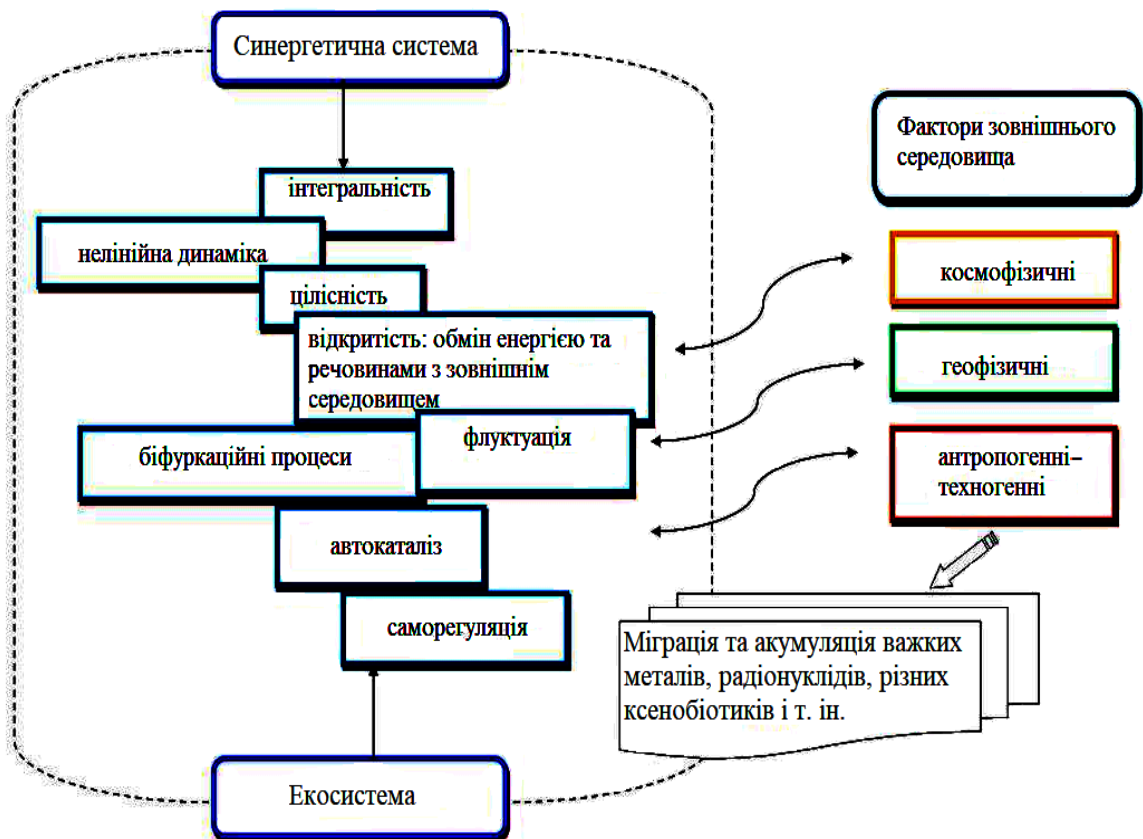 Синергетична система
Фактори зовнішнього
середовища
інтегральність
нелінійна динаміка
цілісність
відкритість: обмін енергією та
речовинами з зовнішнім
середовищем
флуктуація
біфуркаційні процеси
автокаталіз
саморегуляція
космофізичні
геофізичні
антропогенні–
техногенні
Міграція та акумуляція важких
металів, радіонуклідів, різних
ксенобіотиків і т. ін.
Екосистема